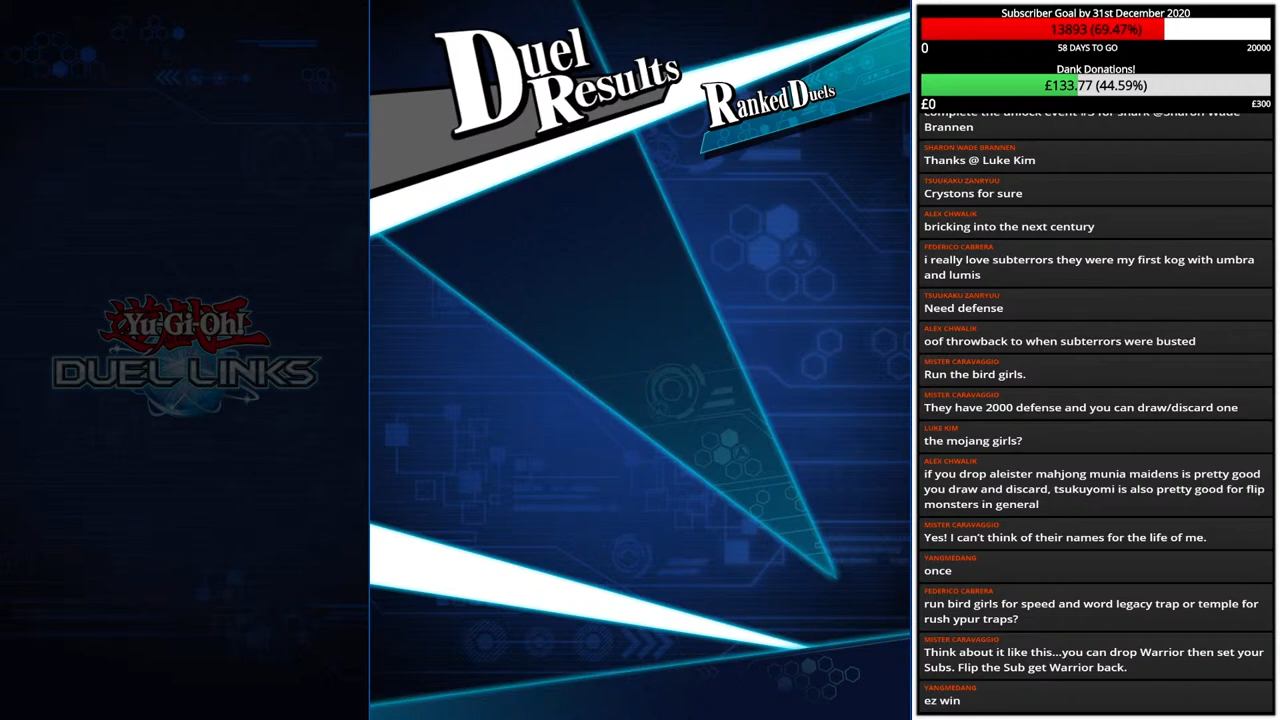 Duel
Results
Ranked Duels
Yu-Gi-Oh!
DUEL LINKS
Subscriber Goal by 31st December 2020
13893 (69.47%)
0
58 DAYS TO GO
20000
Dank Donations!
£133.77 (44.59%)
£0
£300
complete the unlock event #3 for shark @Sharon Wade
Brannen
SHARON WADE BRANNEN
Thanks @ Luke Kim
TSUUKAKU ZANRYUU
Crystons for sure
ALEX CHWALIK
bricking into the next century
FEDERICO CABRERA
i really love subterrors they were my first kog with umbra
and lumis
TSUUKAKU ZANRYUU
Need defense
ALEX CHWALIK
oof throwback to when subterrors were busted
MISTER CARAVAGGIO
Run the bird girls.
MISTER CARAVAGGIO
They have 2000 defense and you can draw/discard one
LUKE KIM
the mojang girls?
ALEX CHWALIK
if you drop aleister mahjong munia maidens is pretty good
you draw and discard, tsukuyomi is also pretty good for flip
monsters in general
MISTER CARAVAGGIO
Yes! I can't think of their names for the life of me.
YANGMEDANG
once
FEDERICO CABRERA
run bird girls for speed and word legacy trap or temple for
rush ypur traps?
MISTER CARAVAGGIO
Think about it like this...you can drop Warrior then set your
Subs. Flip the Sub get Warrior back.
YANGMEDANG
ez win